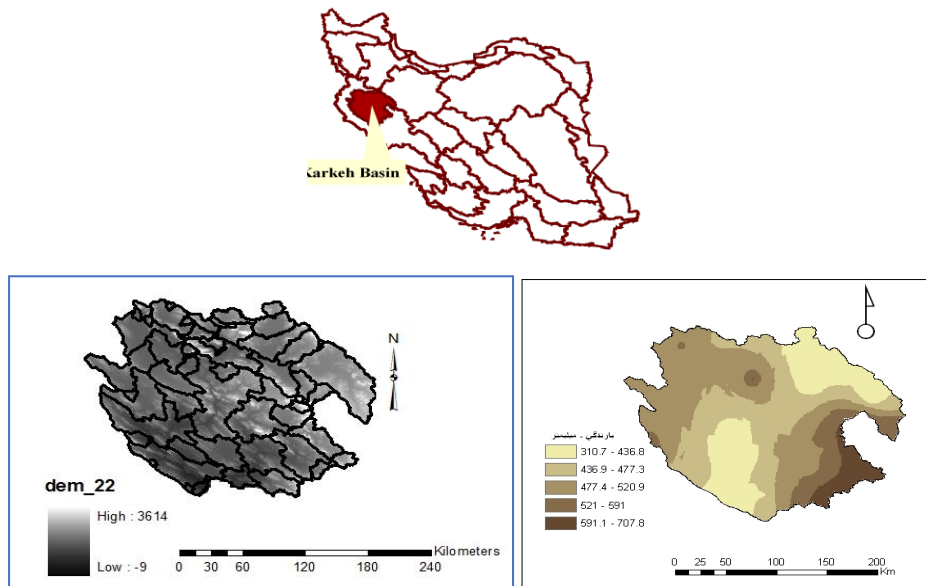 Karkeh Basin
N
dem_22
High : 3614
Low : -9
Kilometers
0 30 60 120 180 240
بارندگی - میلیمتر
310.7 - 436.8
436.9 - 477.3
477.4 - 520.9
521 - 591
591.1 - 707.8
0 25 50 100 150 200
Km